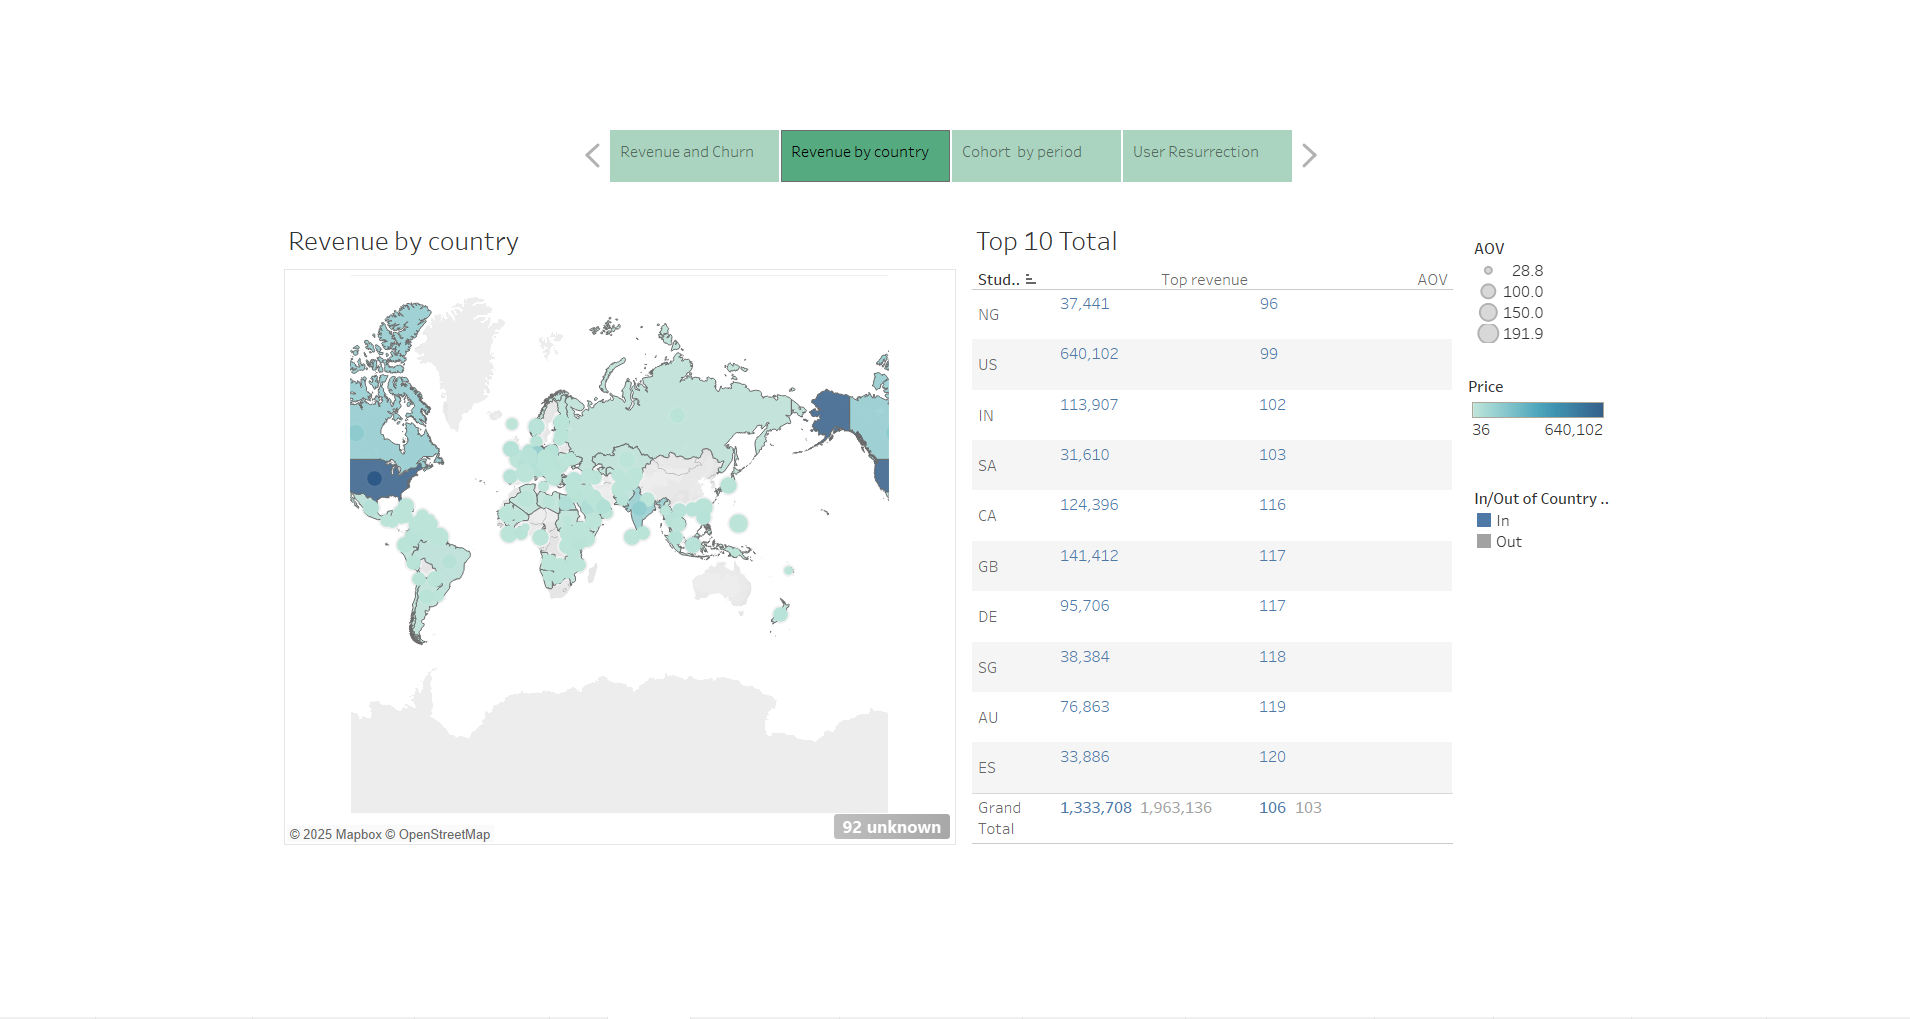 Revenue and Churn
Revenue by country
Cohort by period
User Resurrection
Revenue by country
© 2025 Mapbox © OpenStreetMap
92 unknown
Top 10 Total
Stud.. Top revenue AOV
NG 37,441 96
US 640,102 99
IN 113,907 102
SA 31,610 103
CA 124,396 116
GB 141,412 117
DE 95,706 117
SG 38,384 118
AU 76,863 119
ES 33,886 120
Grand Total 1,333,708 1,963,136 106 103
AOV
28.8
100.0
150.0
191.9
Price
36 640,102
In/Out of Country ..
In
Out